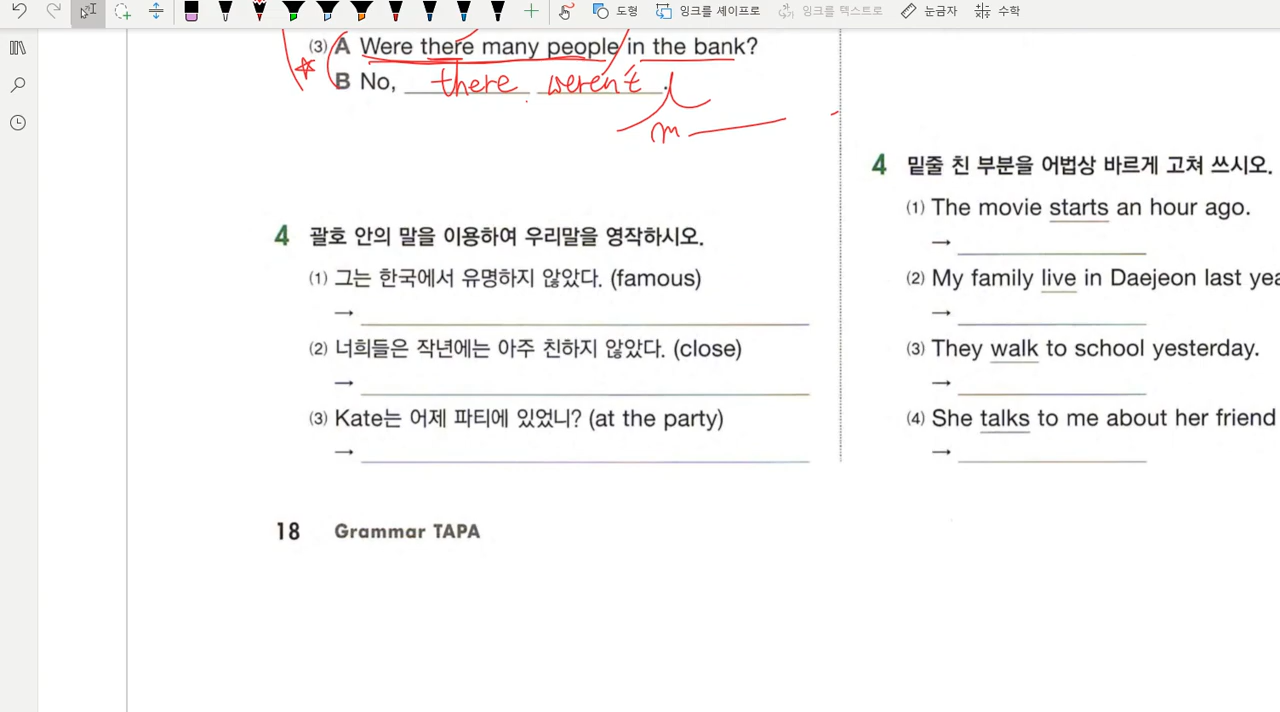 도형 잉크를 셰이프로 잉크를 텍스트로 눈금자 수학
(3) A Were there many people in the bank?
B No, there weren't.
m
4 괄호 안의 말을 이용하여 우리말을 영작하시오.
(1) 그는 한국에서 유명하지 않았다. (famous)
→
(2) 너희들은 작년에는 아주 친하지 않았다. (close)
→
(3) Kate는 어제 파티에 있었니? (at the party)
→
18 Grammar TAPA
4 밑줄 친 부분을 어법상 바르게 고쳐 쓰시오.
(1) The movie starts an hour ago.
→
(2) My family live in Daejeon last yea
→
(3) They walk to school yesterday.
→
(4) She talks to me about her friend
→